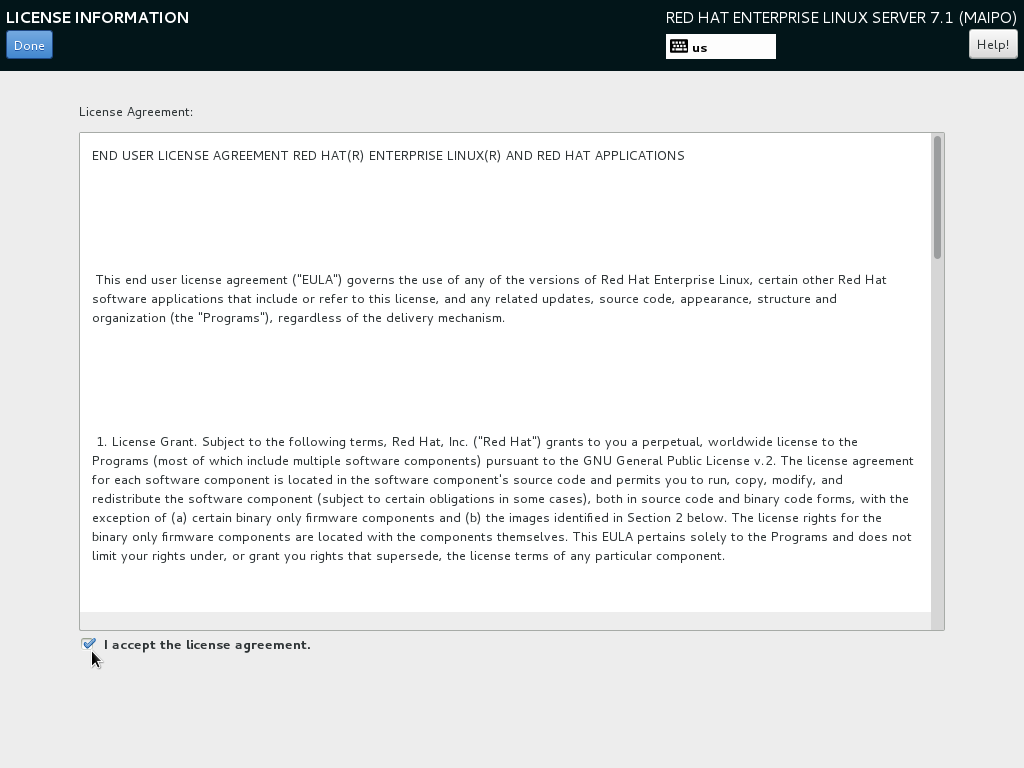 LICENSE INFORMATION
RED HAT ENTERPRISE LINUX SERVER 7.1 (MAIPO)
Done
us
Help!
License Agreement:
END USER LICENSE AGREEMENT RED HAT(R) ENTERPRISE LINUX(R) AND RED HAT APPLICATIONS
This end user license agreement ("EULA") governs the use of any of the versions of Red Hat Enterprise Linux, certain other Red Hat
software applications that include or refer to this license, and any related updates, source code, appearance, structure and
organization (the "Programs"), regardless of the delivery mechanism.
1. License Grant. Subject to the following terms, Red Hat, Inc. ("Red Hat") grants to you a perpetual, worldwide license to the
Programs (most of which include multiple software components) pursuant to the GNU General Public License v.2. The license agreement
for each software component is located in the software component's source code and permits you to run, copy, modify, and
redistribute the software component (subject to certain obligations in some cases), both in source code and binary code forms, with the
exception of (a) certain binary only firmware components and (b) the images identified in Section 2 below. The license rights for the
binary only firmware components are located with the components themselves. This EULA pertains solely to the Programs and does not
limit your rights under, or grant you rights that supersede, the license terms of any particular component.
I accept the license agreement.